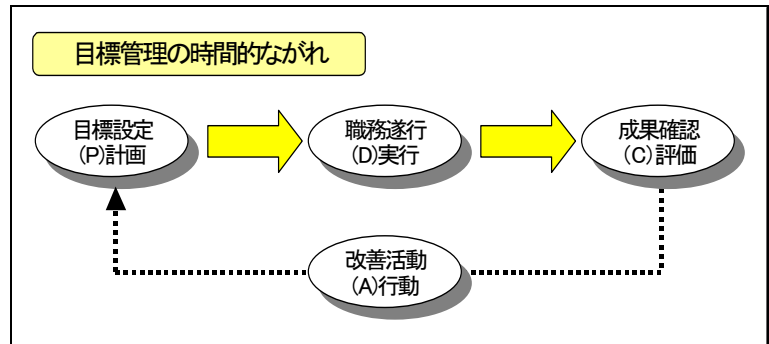 目標管理の時間的ながれ
目標設定
(P)計画
職務遂行
(D)実行
成果確認
(C)評価
改善活動
(A)行動